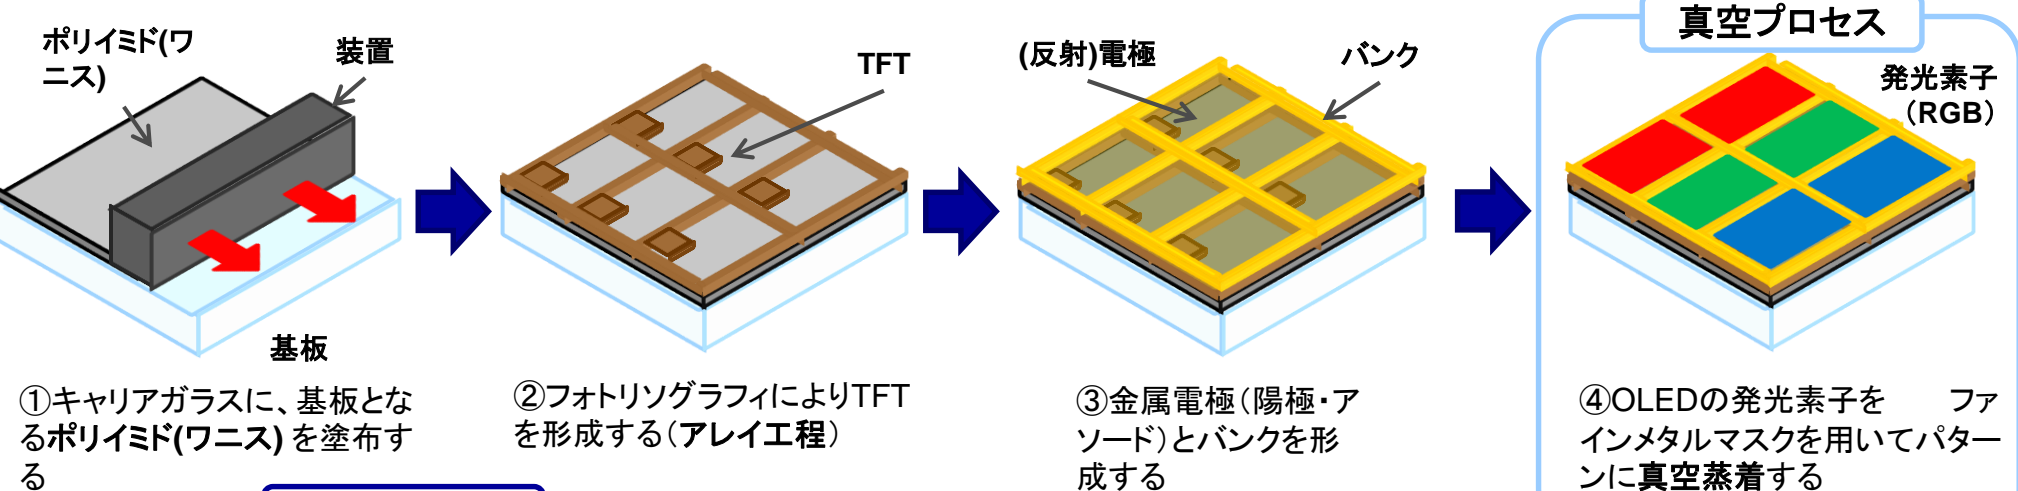 真空プロセス
ポリイミド(ワ
ニス)
装置
基板
TFT
(反射)電極
バンク
発光素子
(RGB)
①キャリアガラスに、基板とな
るポリイミド(ワニス) を塗布す
る
②フォトリソグラフィによりTFT
を形成する(アレイ工程)
③金属電極(陽極・ア
ソード)とバンクを形
成する
④OLEDの発光素子を ファ
インメタルマスクを用いてパター
ンに真空蒸着する